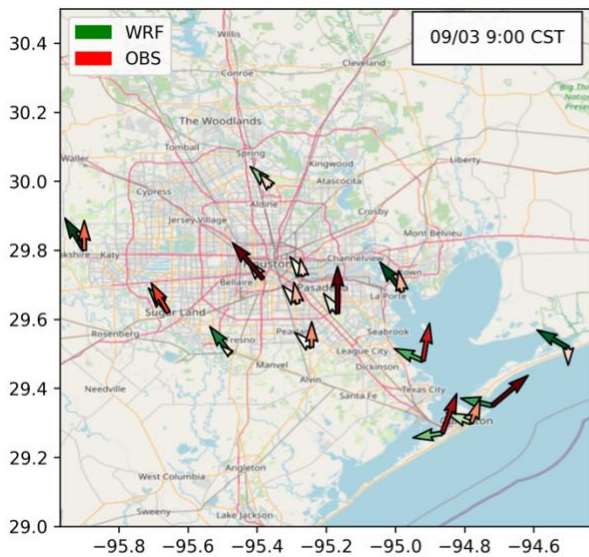 30.4
30.2
30.0
29.8
29.6
29.4
29.2
29.0
WRF
OBS
09/03 9:00 CST
Willis
Conroe
Cleveland
The Woodlands
Tomball
Spring
Kingwood
Liberty
Waller
Atascocita
Cypress
Aldine
Crosby
Jersey Village
Mont Belvieu
Katy
Channelview
Bellaire
Pasade
La Porte
Sugar Land
Rosenberg
Fresno
Seabrook
League City
Manvel
Dickinson
Alvin
Needville
Santa Fe
Texas City
Angleton
West Columbia
Sweeny
Lake Jackson
−95.8 −95.6 −95.4 −95.2 −95.0 −94.8 −94.6